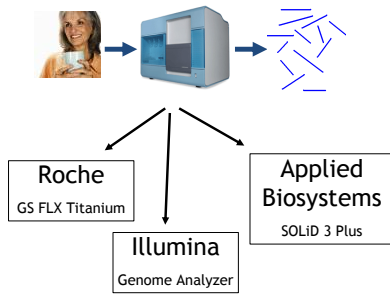 Roche
GS FLX Titanium
Illumina
Genome Analyzer
Applied
Biosystems
SOLiD 3 Plus